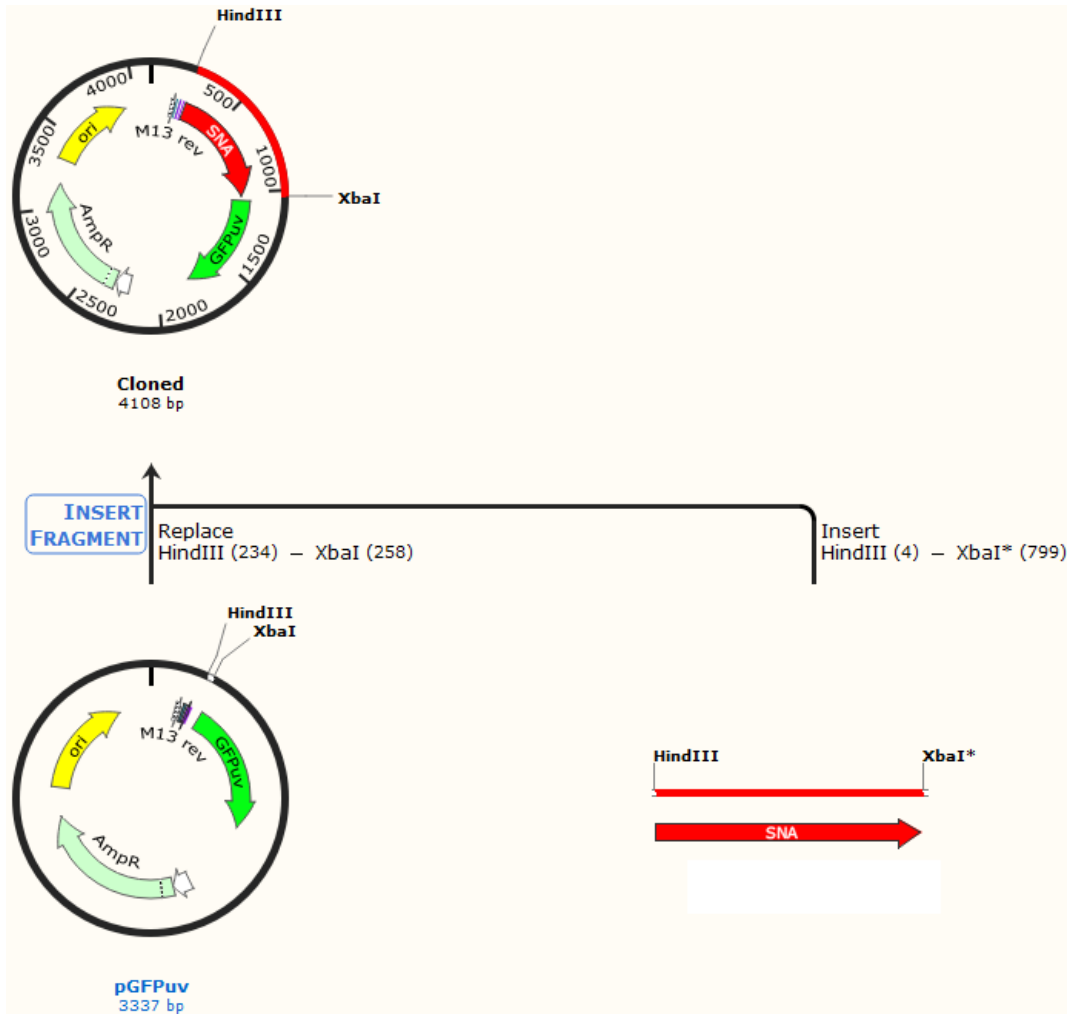 HindIII
4000
500
ori
M13 rev
SNA
3500
1000
XbaI
AmpR
GFPuv
3000
1500
2500
2000
Cloned
4108 bp
INSERT
FRAGMENT
Replace
HindIII (234) – XbaI (258)
Insert
HindIII (4) – XbaI* (799)
HindIII
XbaI
ori
M13 rev
GFPuv
AmpR
HindIII
XbaI*
SNA
pGFPuv
3337 bp